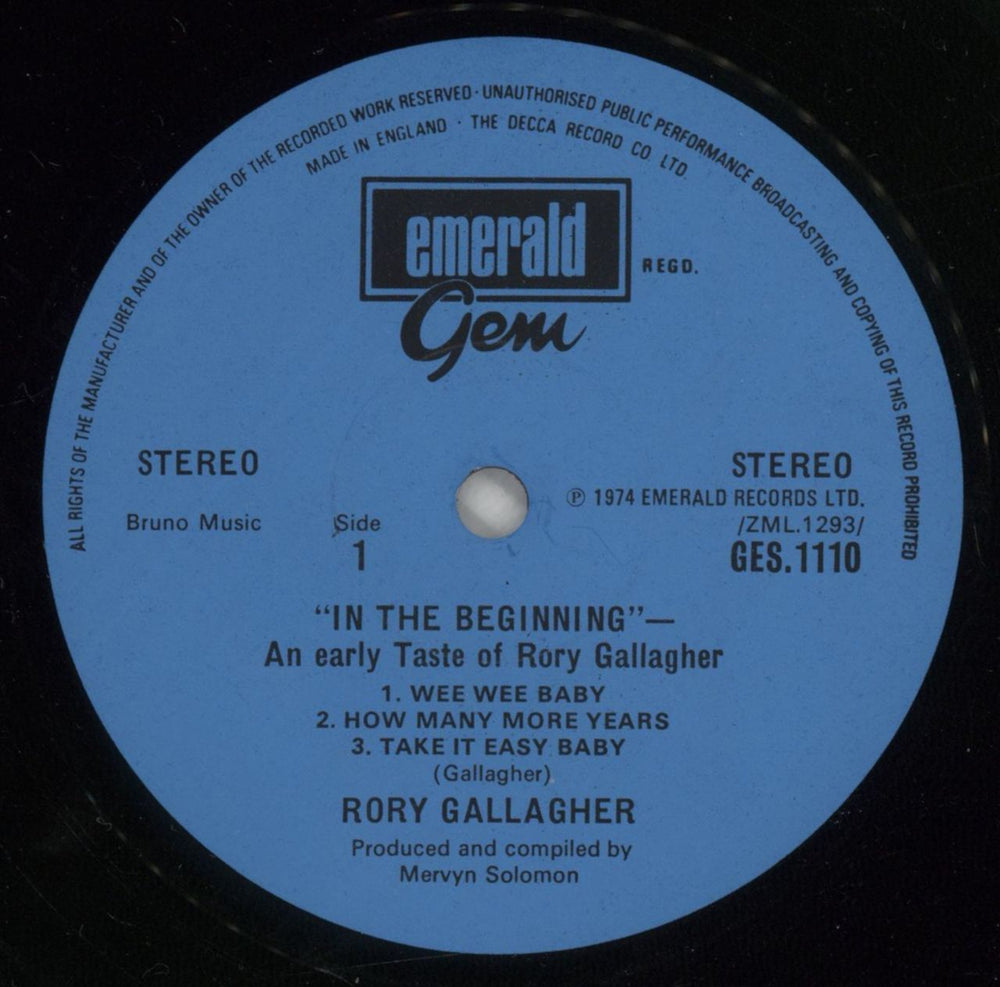 ALL RIGHTS OF THE MANUFACTURER AND OF THE OWNER OF THE RECORDED WORK RESERVED · UNAUTHORISED PUBLIC PERFORMANCE BROADCASTING AND COPYING OF THIS RECORD PROHIBITED
MADE IN ENGLAND · THE DECCA RECORD CO. LTD.
emerald
REGD.
Gem
STEREO
Bruno Music
Side
1
STEREO
℗ 1974 EMERALD RECORDS LTD.
/ZML.1293/
GES.1110
“IN THE BEGINNING”—
An early Taste of Rory Gallagher
1. WEE WEE BABY
2. HOW MANY MORE YEARS
3. TAKE IT EASY BABY
(Gallagher)
RORY GALLAGHER
Produced and compiled by
Mervyn Solomon